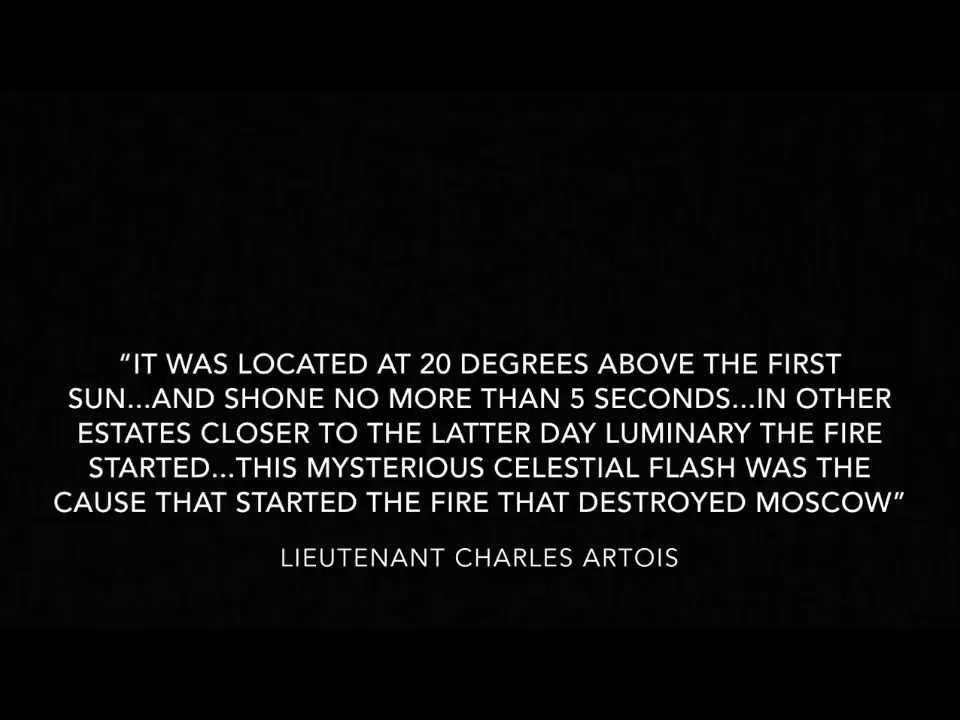 “IT WAS LOCATED AT 20 DEGREES ABOVE THE FIRST
SUN...AND SHONE NO MORE THAN 5 SECONDS...IN OTHER
ESTATES CLOSER TO THE LATTER DAY LUMINARY THE FIRE
STARTED...THIS MYSTERIOUS CELESTIAL FLASH WAS THE
CAUSE THAT STARTED THE FIRE THAT DESTROYED MOSCOW”
LIEUTENANT CHARLES ARTOIS